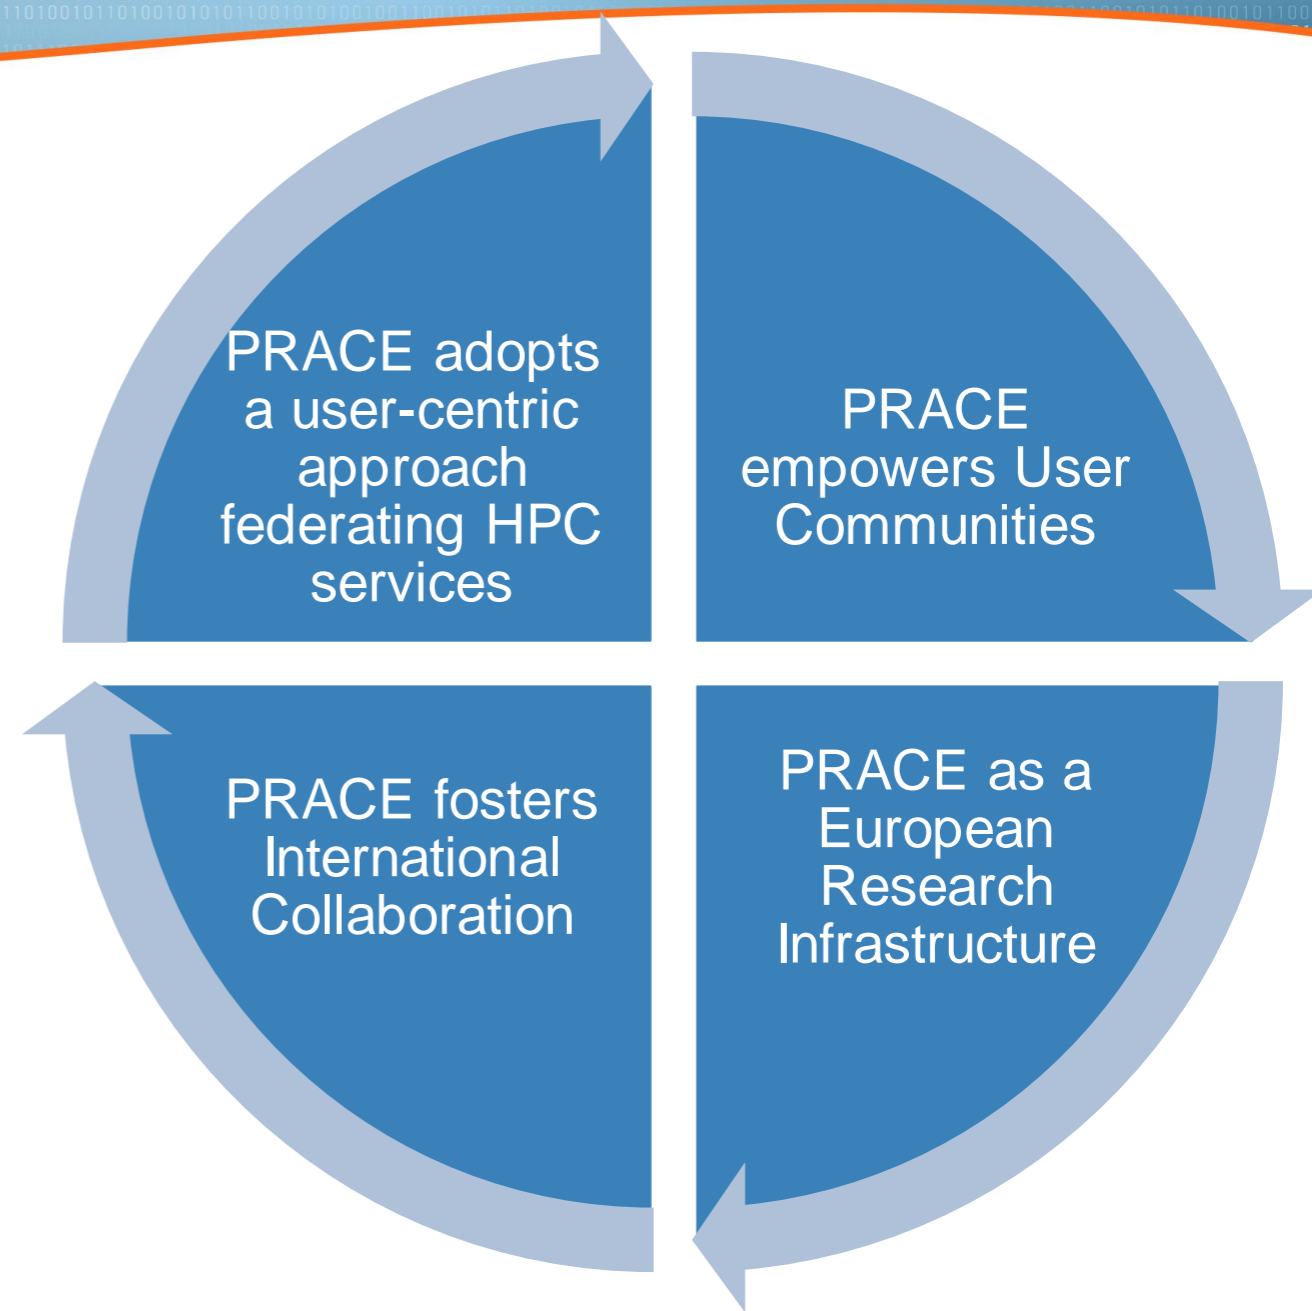 PRACE adopts
a user-centric
approach
federating HPC
services
PRACE
empowers User
Communities
PRACE fosters
International
Collaboration
PRACE as a
European
Research
Infrastructure